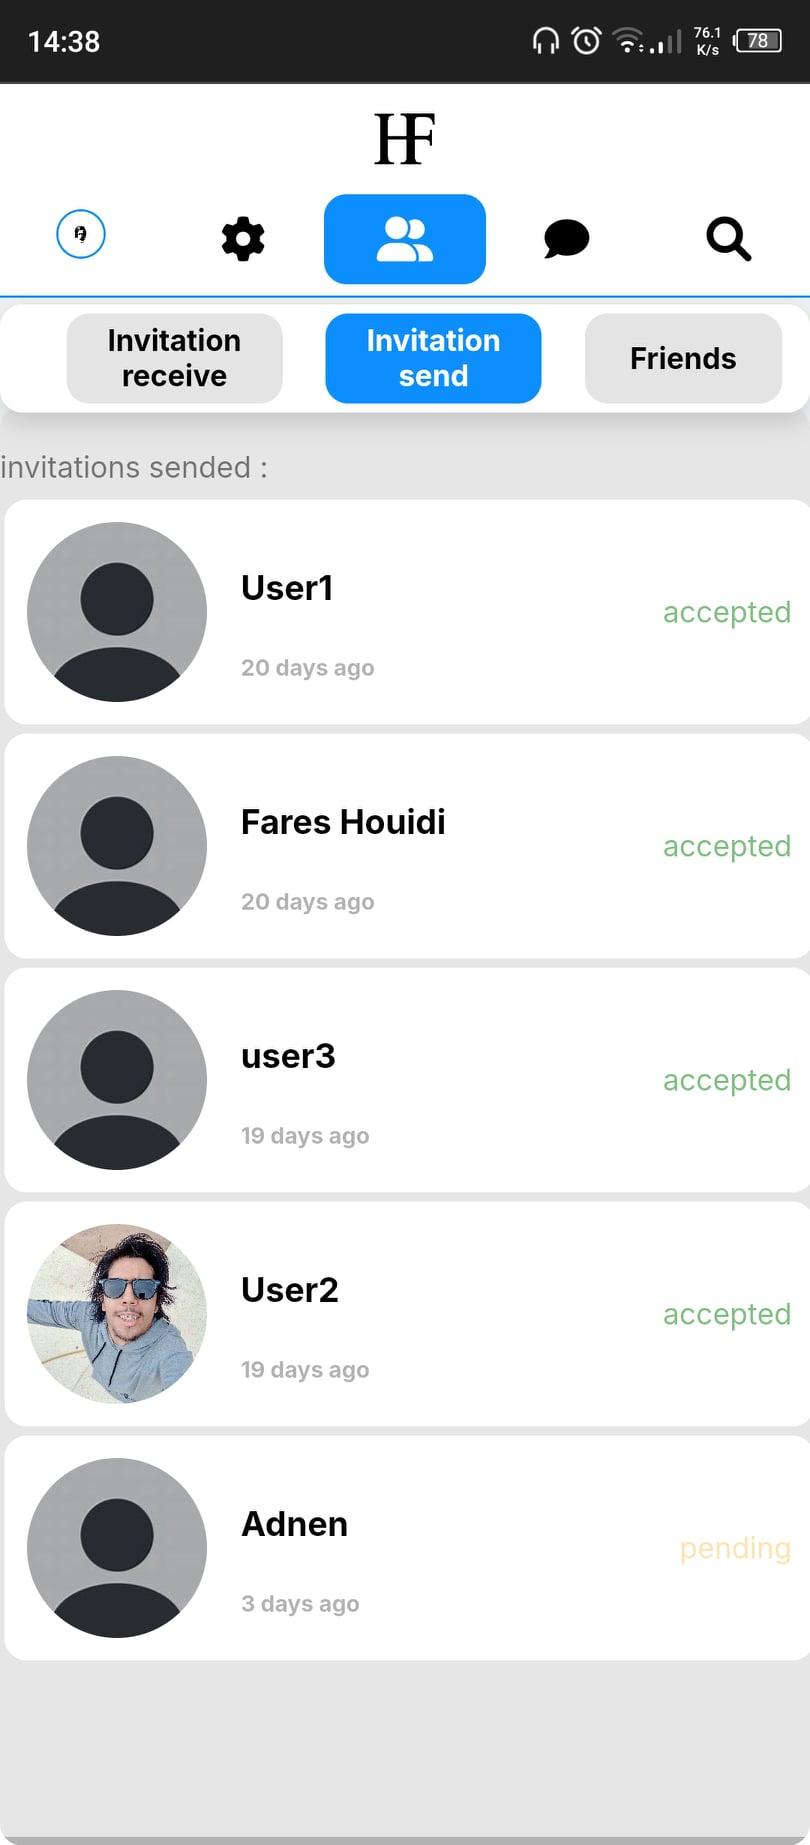 14:38
76.1
K/s
78
HF
Invitation
receive
Invitation
send
Friends
invitations sended :
User1
accepted
20 days ago
Fares Houidi
accepted
20 days ago
user3
accepted
19 days ago
User2
accepted
19 days ago
Adnen
pending
3 days ago